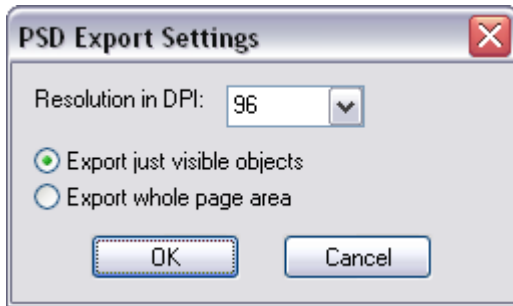 PSD Export Settings
Resolution in DPI: 96
Export just visible objects
Export whole page area
OK Cancel